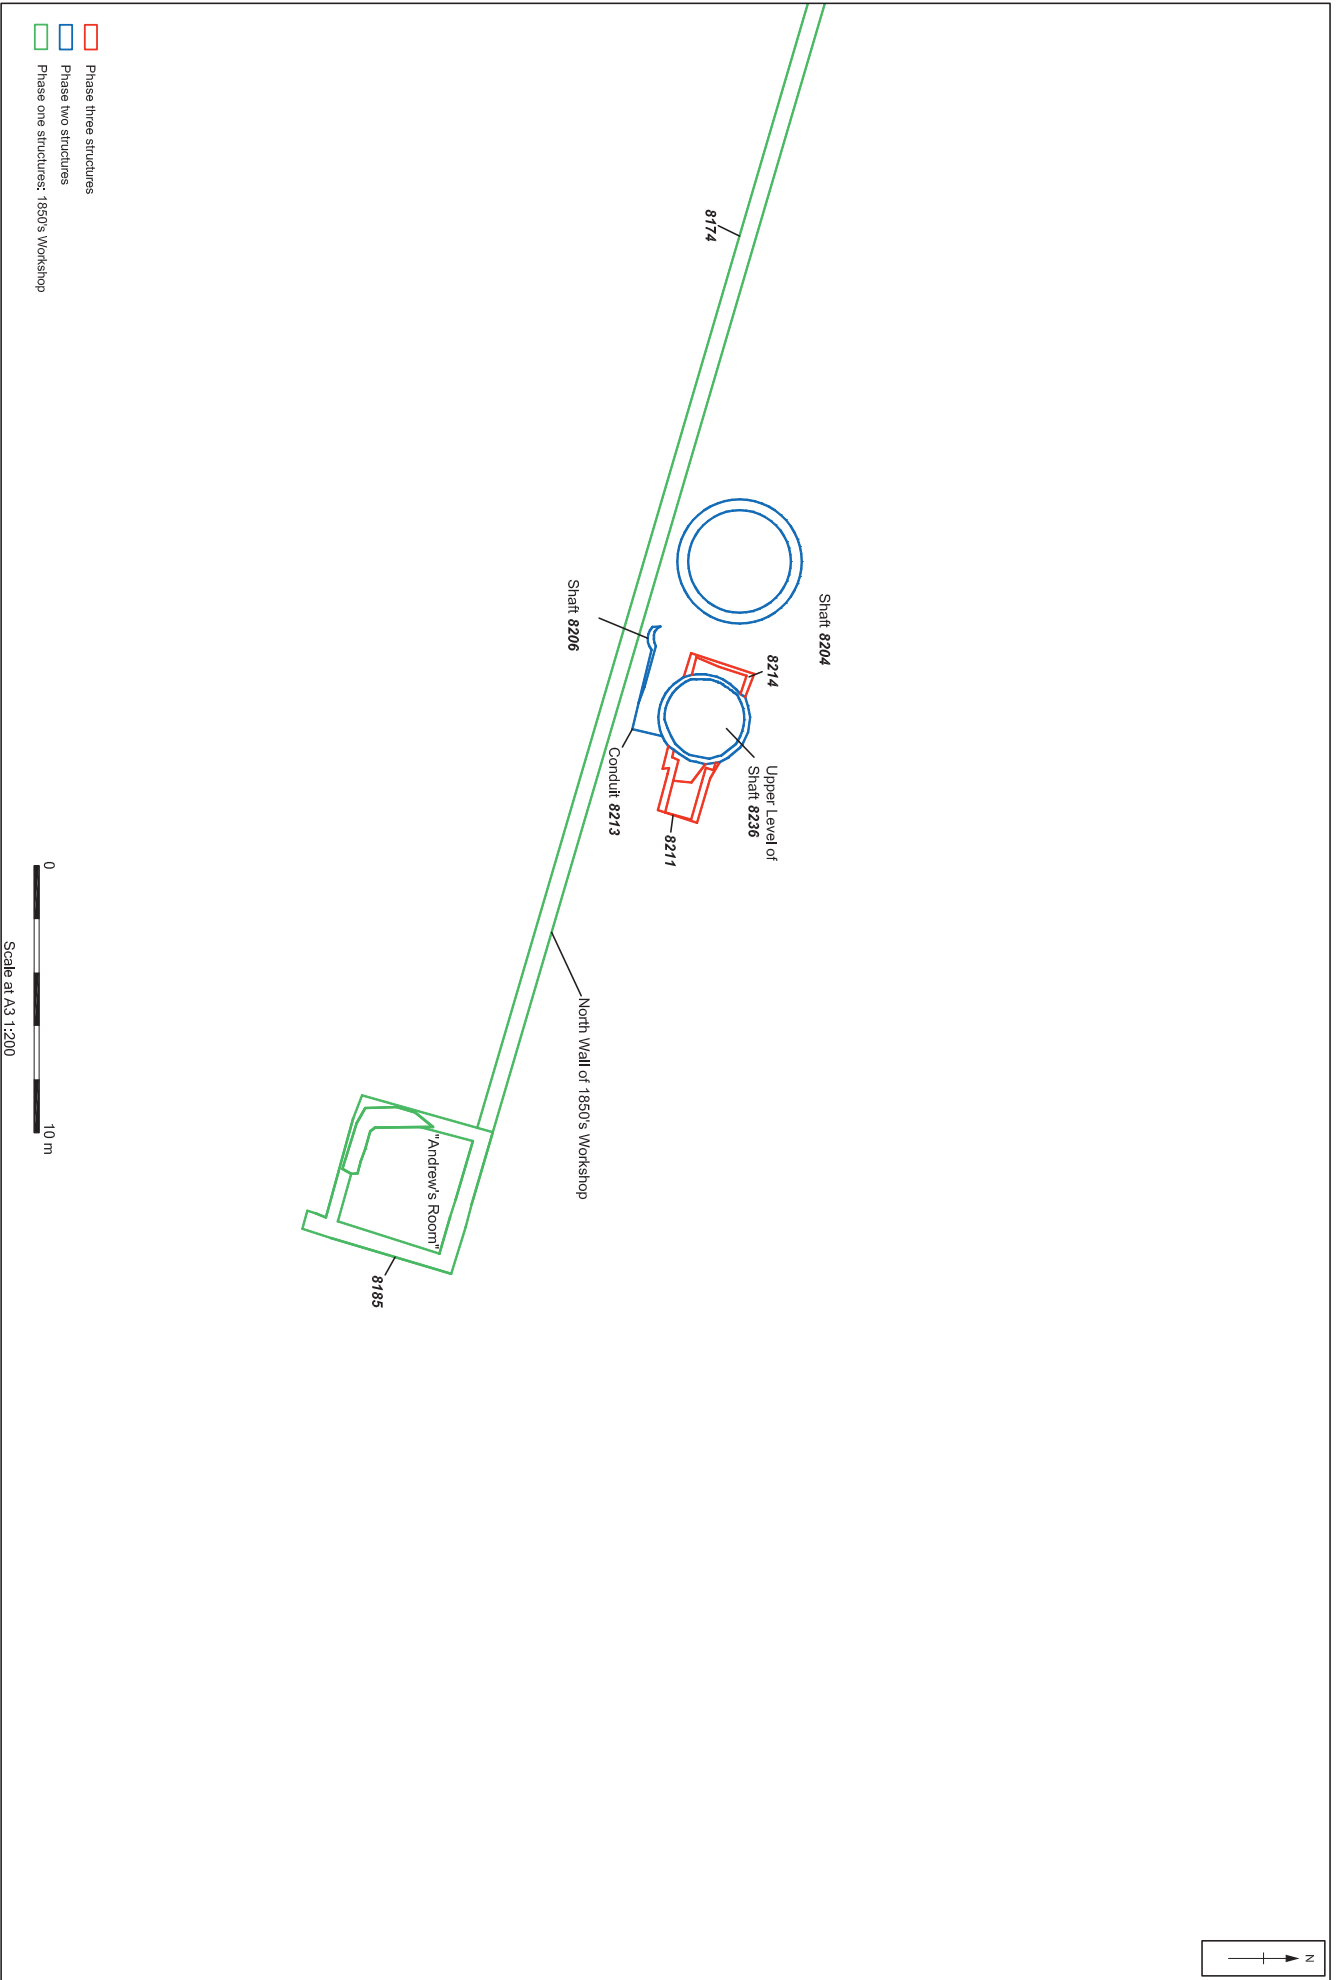 N
8174
Shaft 8204
8214
Upper Level of
Shaft 8236
Shaft 8206
Conduit 8213
8211
North Wall of 1850's Workshop
"Andrew's Room"
8185
Phase three structures
Phase two structures
Phase one structures: 1850's Workshop
0
10 m
Scale at A3 1:200